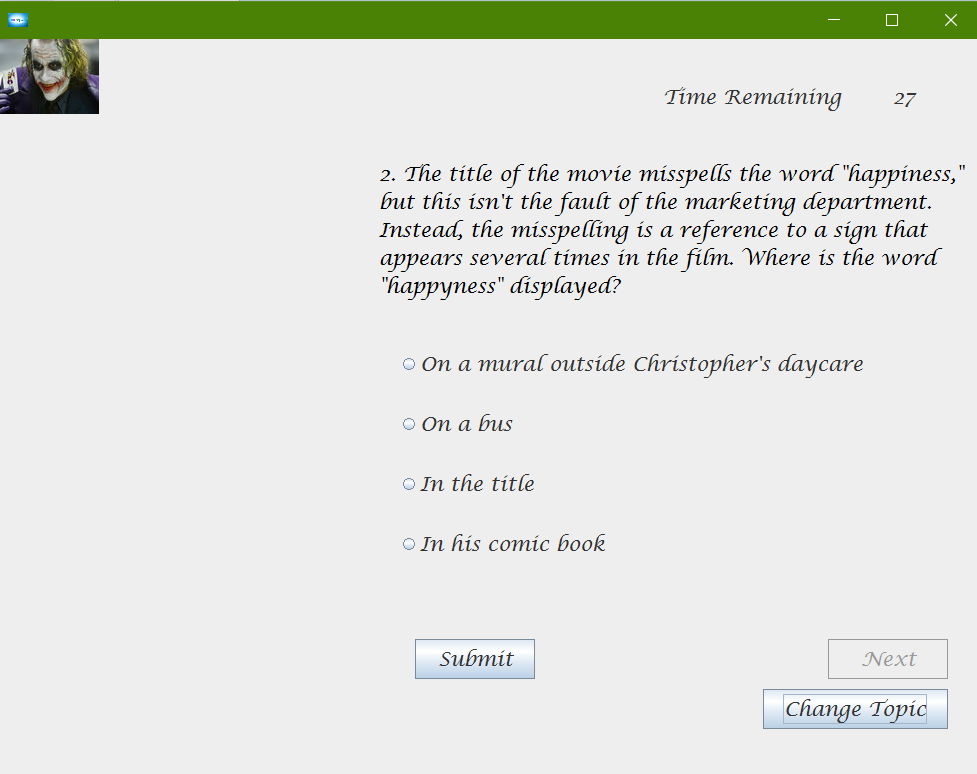 Time Remaining 27
2. The title of the movie misspells the word "happiness,"
but this isn't the fault of the marketing department.
Instead, the misspelling is a reference to a sign that
appears several times in the film. Where is the word
"happyness" displayed?
On a mural outside Christopher's daycare
On a bus
In the title
In his comic book
Submit
Next
Change Topic